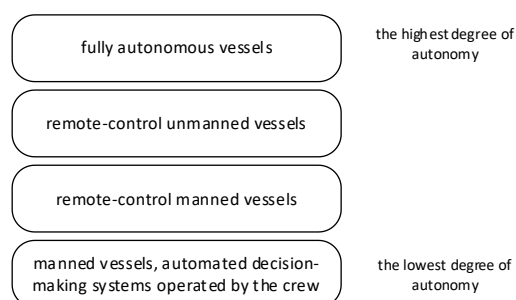 fully autonomous vessels
the highest degree of
autonomy
remote-control unmanned vessels
remote-control manned vessels
manned vessels, automated decision-
making systems operated by the crew
the lowest degree of
autonomy